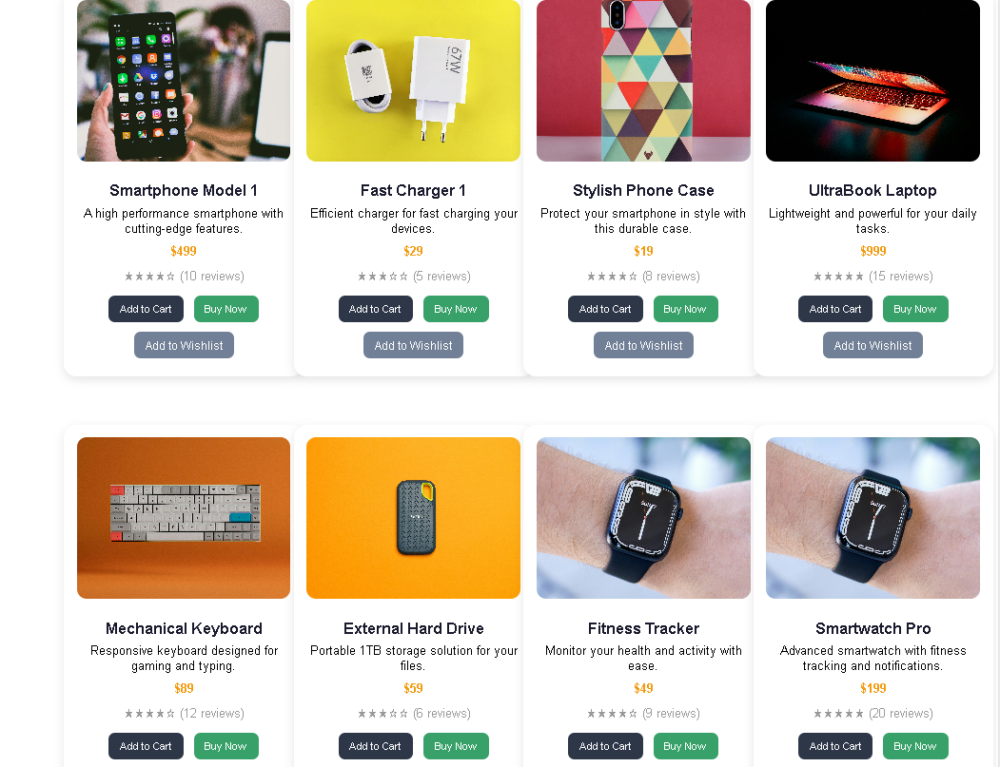 67W
Smartphone Model 1
A high performance smartphone with
cutting-edge features.
$499
★★★★☆ (10 reviews)
Add to Cart
Buy Now
Add to Wishlist
Fast Charger 1
Efficient charger for fast charging your
devices.
$29
★★★☆☆ (5 reviews)
Add to Cart
Buy Now
Add to Wishlist
Stylish Phone Case
Protect your smartphone in style with
this durable case.
$19
★★★★☆ (8 reviews)
Add to Cart
Buy Now
Add to Wishlist
UltraBook Laptop
Lightweight and powerful for your daily
tasks.
$999
★★★★★ (15 reviews)
Add to Cart
Buy Now
Add to Wishlist
Mechanical Keyboard
Responsive keyboard designed for
gaming and typing.
$89
★★★★☆ (12 reviews)
Add to Cart
Buy Now
External Hard Drive
Portable 1TB storage solution for your
files.
$59
★★★☆☆ (6 reviews)
Add to Cart
Buy Now
Fitness Tracker
Monitor your health and activity with
ease.
$49
★★★★☆ (9 reviews)
Add to Cart
Buy Now
Smartwatch Pro
Advanced smartwatch with fitness
tracking and notifications.
$199
★★★★★ (20 reviews)
Add to Cart
Buy Now